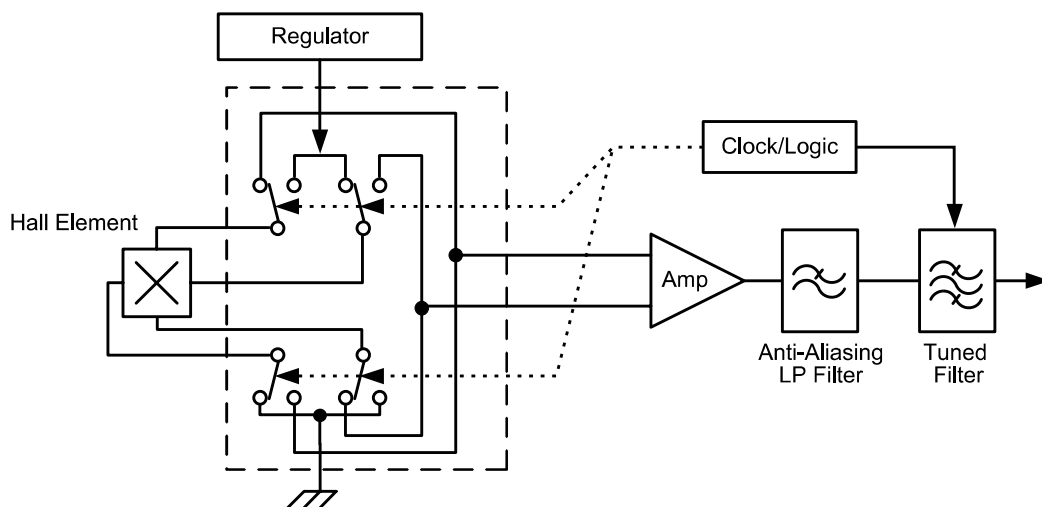 Regulator
Clock/Logic
Hall Element
Amp
Anti-Aliasing
LP Filter
Tuned
Filter